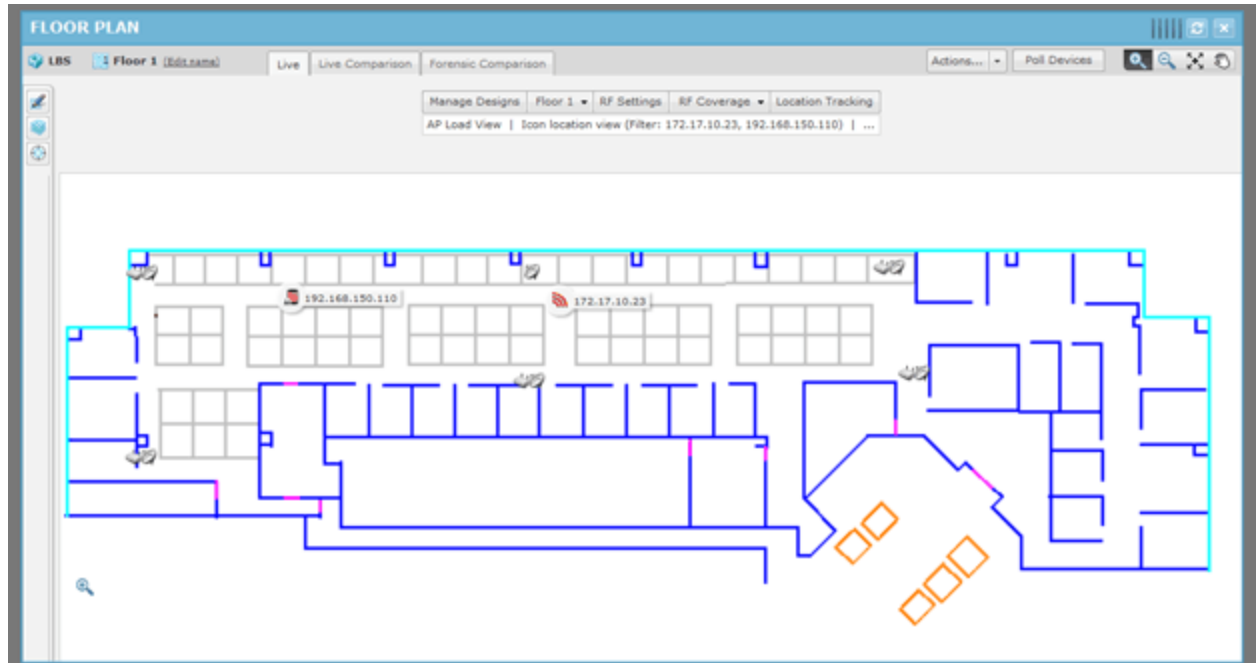 FLOOR PLAN
LBS Floor 1 (Edit name) Live Live Comparison Forensic Comparison Actions... Poll Devices
Manage Designs Floor 1 RF Settings RF Coverage Location Tracking
AP Load View | Icon location view (Filter: 172.17.10.23, 192.168.150.110) | ...
192.168.150.110 172.17.10.23